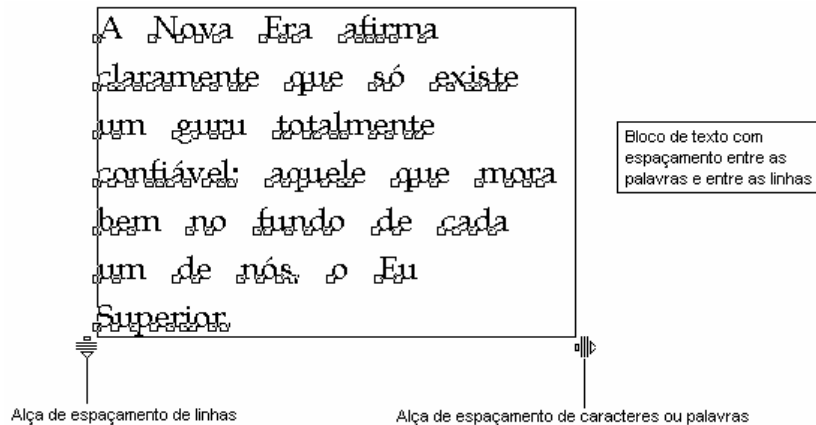 A Nova Era afirma
claramente que só existe
um guru totalmente
confiável: aquele que mora
bem no fundo de cada
um de nós, o Eu
Superior.
Bloco de texto com
espaçamento entre as
palavras e entre as linhas
Alça de espaçamento de linhas
Alça de espaçamento de caracteres ou palavras